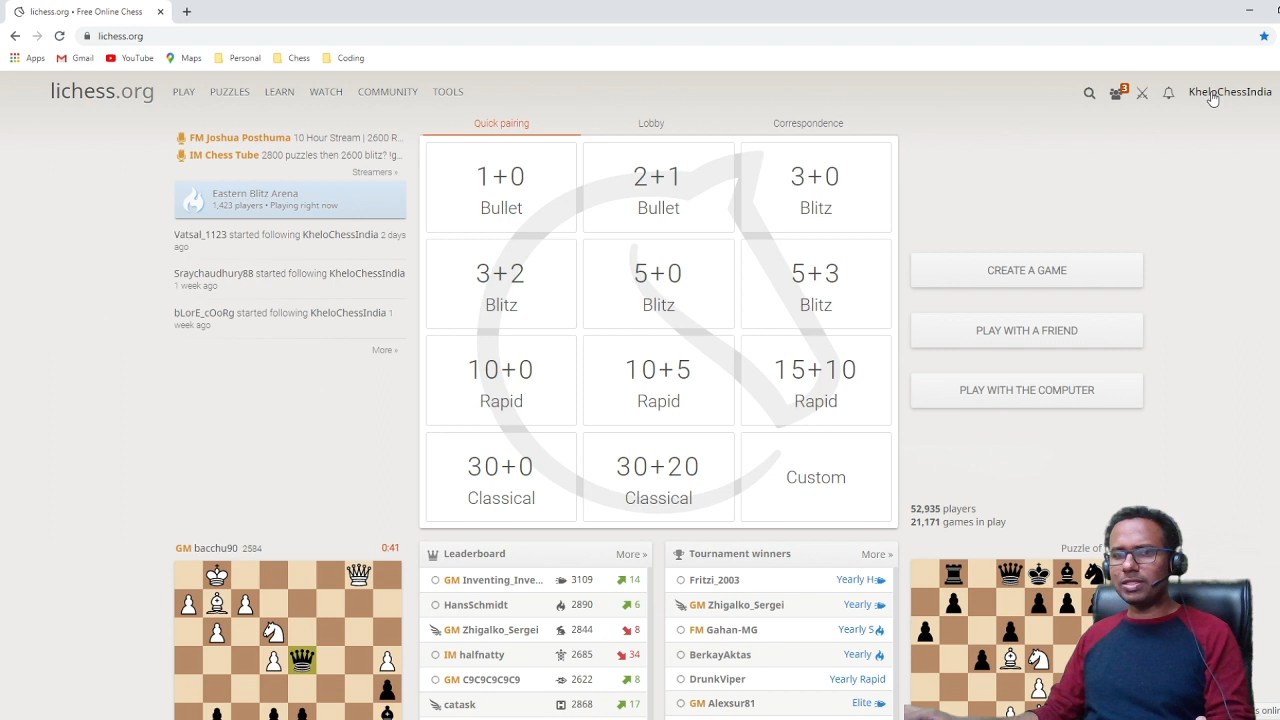 lichess.org • Free Online Chess
lichess.org
Apps Gmail YouTube Maps Personal Chess Coding
lichess.org PLAY PUZZLES LEARN WATCH COMMUNITY TOOLS 3 KheloChessIndia
Quick pairing Lobby Correspondence
FM Joshua Posthuma 10 Hour Stream | 2600 R...
IM Chess Tube 2800 puzzles then 2600 blitz? !g...
Streamers »
Eastern Blitz Arena
1,423 players • Playing right now
Vatsal_1123 started following KheloChessIndia 2 days
ago
Sraychaudhury88 started following KheloChessIndia
1 week ago
bLorE_cOoRg started following KheloChessIndia 1
week ago
More »
1+0
Bullet
2+1
Bullet
3+0
Blitz
3+2
Blitz
5+0
Blitz
5+3
Blitz
10+0
Rapid
10+5
Rapid
15+10
Rapid
30+0
Classical
30+20
Classical
Custom
CREATE A GAME
PLAY WITH A FRIEND
PLAY WITH THE COMPUTER
52,935 players
21,171 games in play
GM bacchu90 2584 0:41
Leaderboard More »
GM Inventing_Inve... 3109 14
HansSchmidt 2890 6
GM Zhigalko_Sergei 2844 8
IM halfnatty 2685 34
GM C9C9C9C9C9 2622 8
catask 2868 17
Tournament winners More »
Fritzi_2003 Yearly H
GM Zhigalko_Sergei Yearly
FM Gahan-MG Yearly S
BerkayAktas Yearly
DrunkViper Yearly Rapid
GM Alexsur81 Elite
Puzzle of